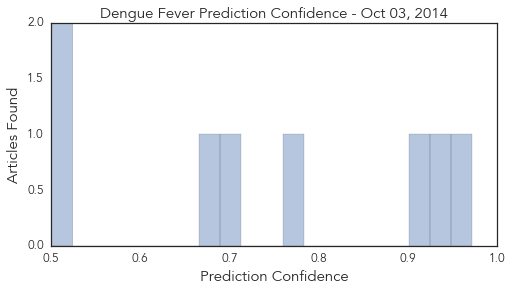 Dengue Fever Prediction Confidence - Oct 03, 2014
2.0
1.5
1.0
0.5
0.0
Articles Found
0.5 0.6 0.7 0.8 0.9 1.0
Prediction Confidence